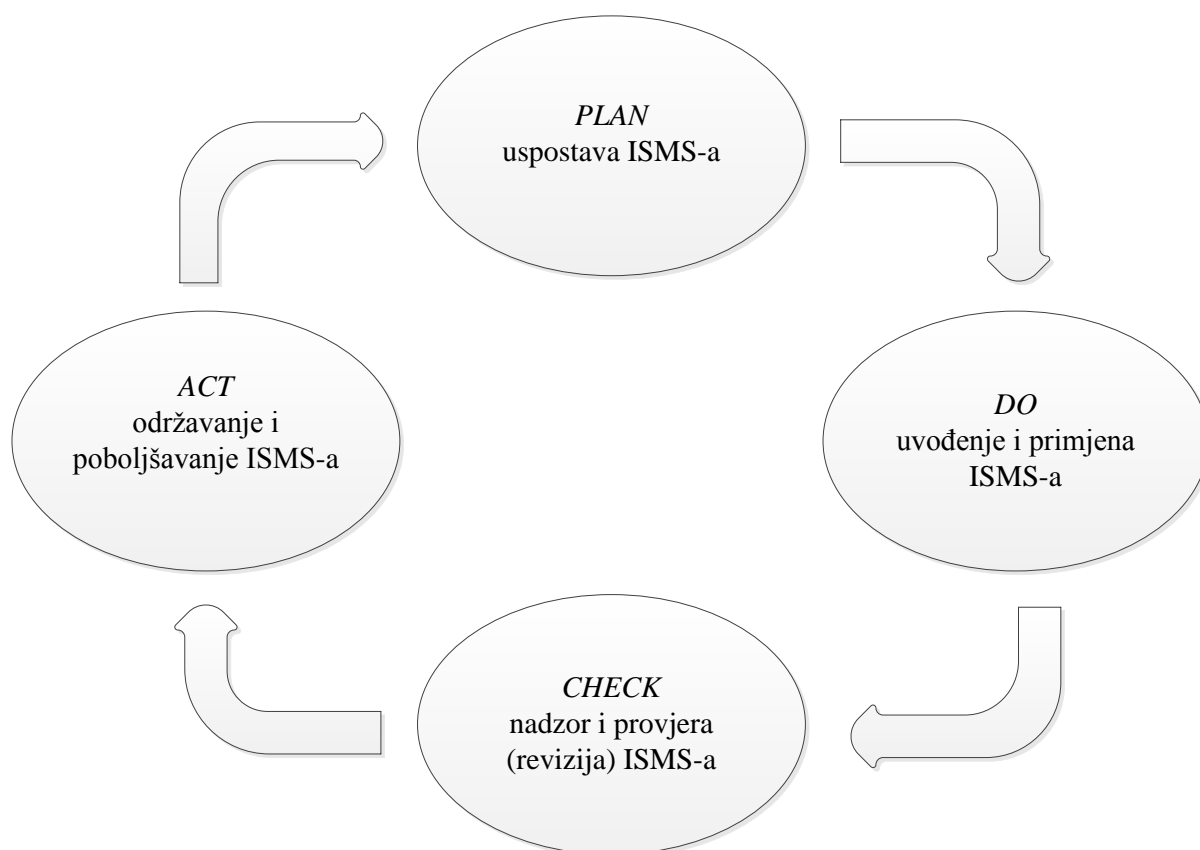 PLAN
uspostava ISMS-a
ACT
održavanje i
poboljšavanje ISMS-a
DO
uvođenje i primjena
ISMS-a
CHECK
nadzor i provjera
(revizija) ISMS-a